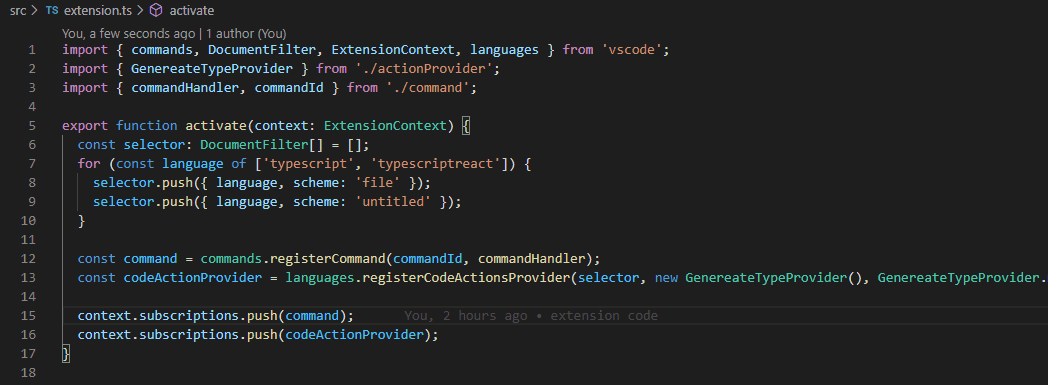 src > TS extension.ts > activate
You, a few seconds ago | 1 author (You)
1 import { commands, DocumentFilter, ExtensionContext, languages } from 'vscode';
2 import { GenereateTypeProvider } from './actionProvider';
3 import { commandHandler, commandId } from './command';
4
5 export function activate(context: ExtensionContext) {
6 const selector: DocumentFilter[] = [];
7 for (const language of ['typescript', 'typescriptreact']) {
8 selector.push({ language, scheme: 'file' });
9 selector.push({ language, scheme: 'untitled' });
10 }
11
12 const command = commands.registerCommand(commandId, commandHandler);
13 const codeActionProvider = languages.registerCodeActionsProvider(selector, new GenereateTypeProvider(), GenereateTypeProvider.
14
15 context.subscriptions.push(command); You, 2 hours ago • extension code
16 context.subscriptions.push(codeActionProvider);
17 }
18